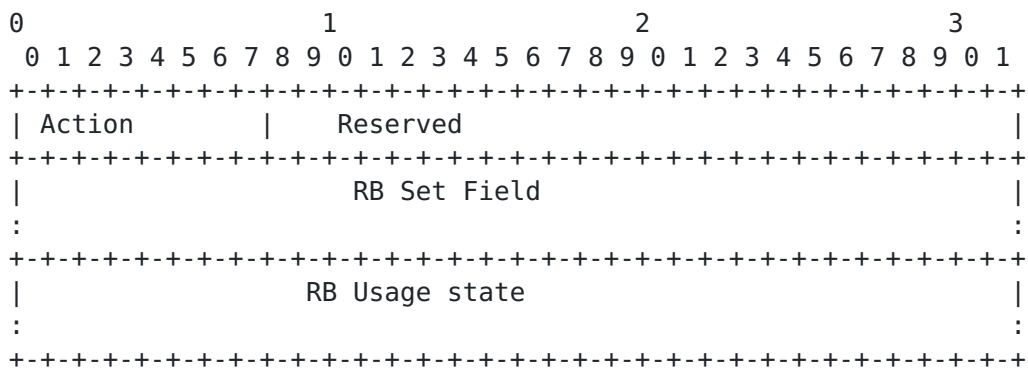 0                   1                   2                   3
 0 1 2 3 4 5 6 7 8 9 0 1 2 3 4 5 6 7 8 9 0 1 2 3 4 5 6 7 8 9 0 1
+-+-+-+-+-+-+-+-+-+-+-+-+-+-+-+-+-+-+-+-+-+-+-+-+-+-+-+-+-+-+-+-+
| Action        |    Reserved                                   |
+-+-+-+-+-+-+-+-+-+-+-+-+-+-+-+-+-+-+-+-+-+-+-+-+-+-+-+-+-+-+-+-+
|                     RB Set Field                              |
:                                                               :
+-+-+-+-+-+-+-+-+-+-+-+-+-+-+-+-+-+-+-+-+-+-+-+-+-+-+-+-+-+-+-+-+
|                  RB Usage state                               |
:                                                               :
+-+-+-+-+-+-+-+-+-+-+-+-+-+-+-+-+-+-+-+-+-+-+-+-+-+-+-+-+-+-+-+-+